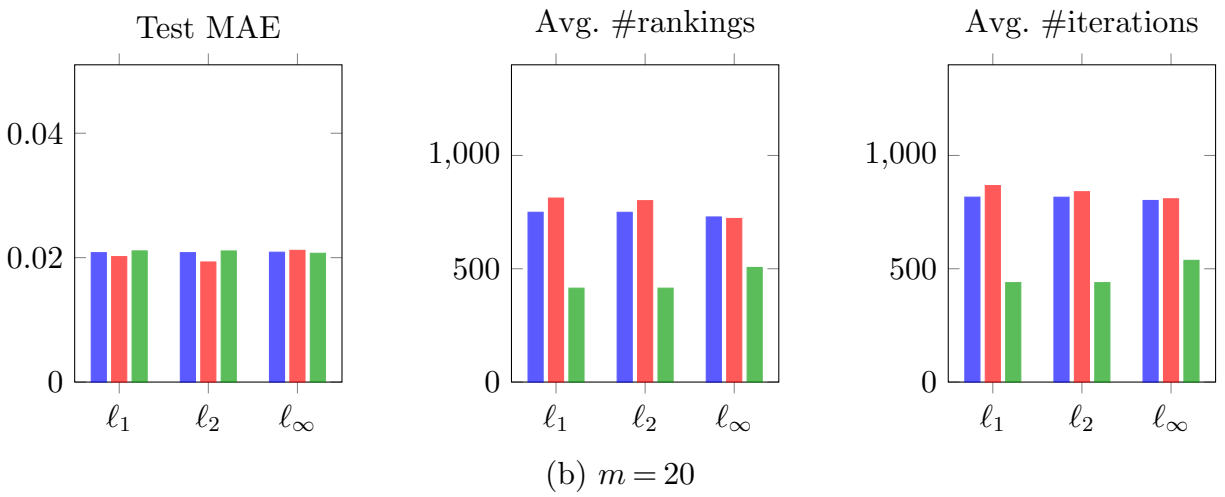 Test MAE
0.04
0.02
0
ℓ₁ ℓ₂ ℓ∞
Avg. #rankings
1,000
500
0
ℓ₁ ℓ₂ ℓ∞
Avg. #iterations
1,000
500
0
ℓ₁ ℓ₂ ℓ∞
(b) m = 20